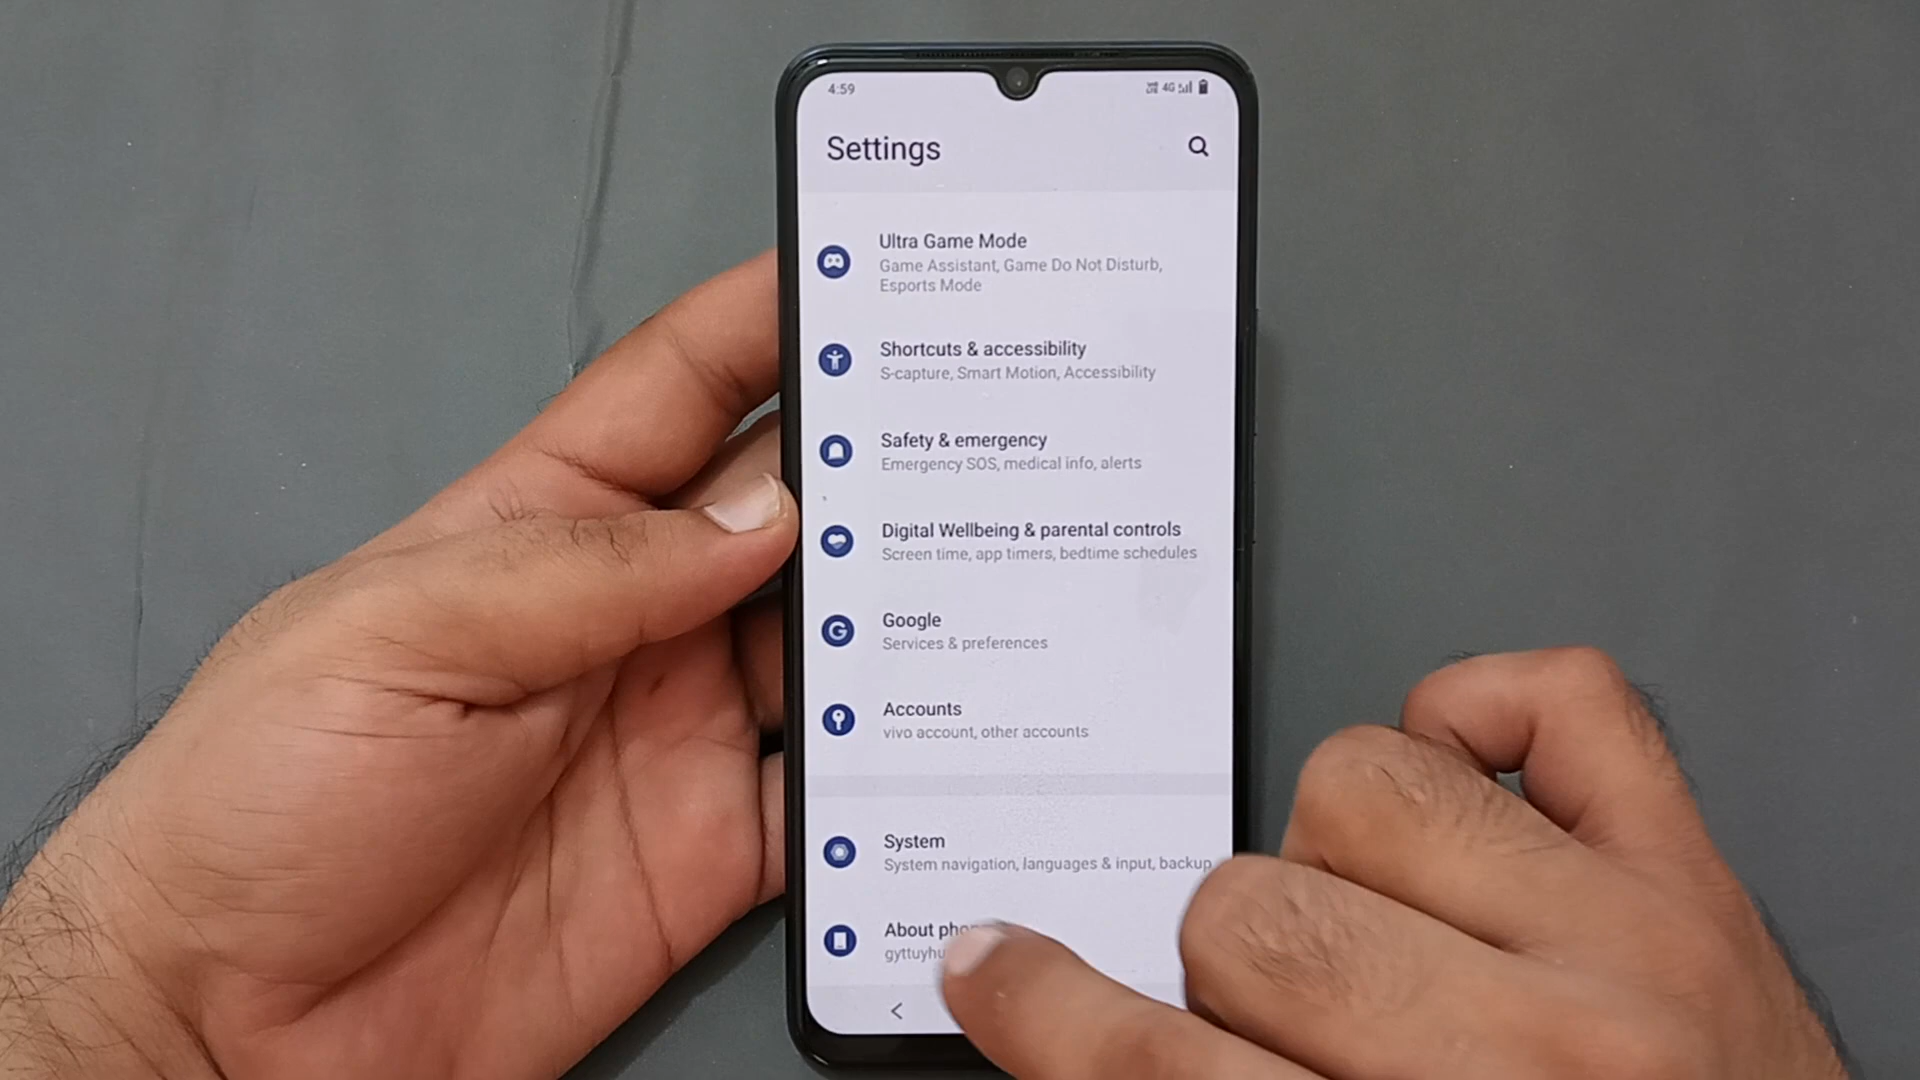 4:59
4G
Settings
Ultra Game Mode
Game Assistant, Game Do Not Disturb,
Esports Mode
Shortcuts & accessibility
S-capture, Smart Motion, Accessibility
Safety & emergency
Emergency SOS, medical info, alerts
Digital Wellbeing & parental controls
Screen time, app timers, bedtime schedules
Google
Services & preferences
Accounts
vivo account, other accounts
System
System navigation, languages & input, backup
About